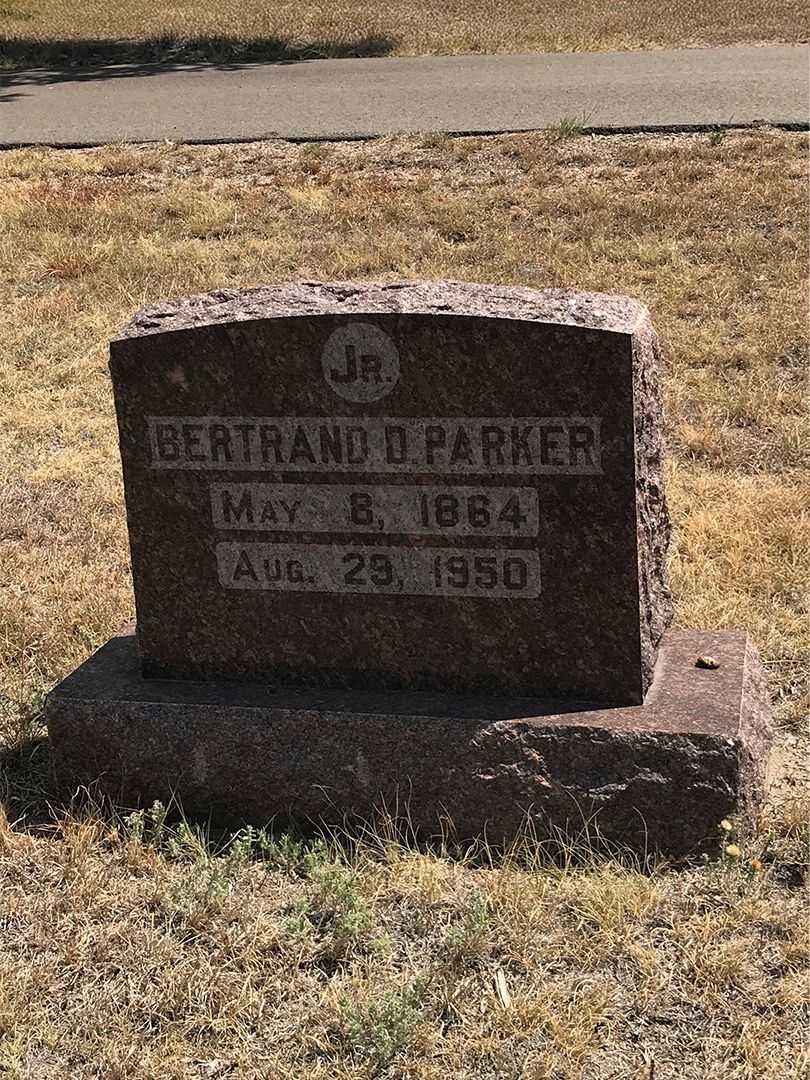 JR.
BERTRAND D. PARKER
MAY 8, 1864
AUG. 29, 1950